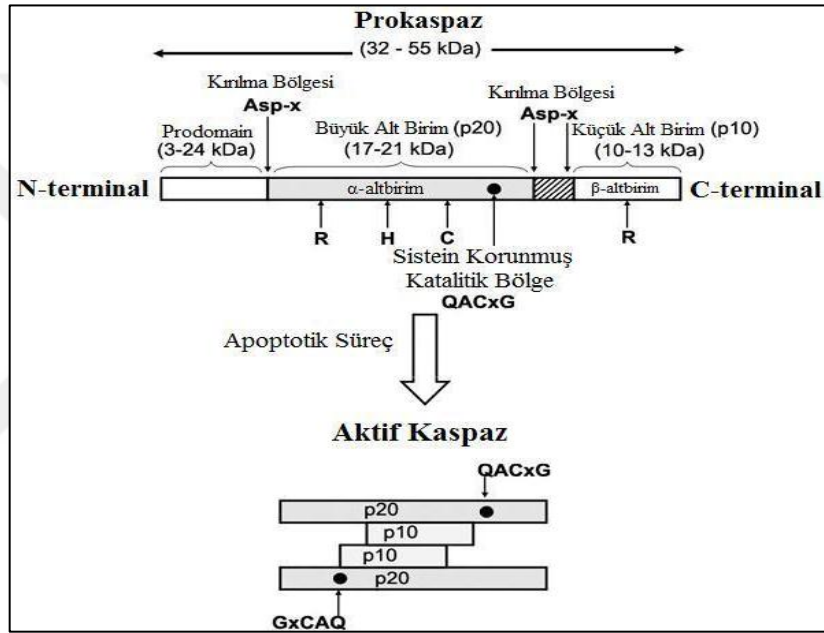 Prokaspaz
(32 - 55 kDa)
Kırılma Bölgesi
Asp-x
Kırılma Bölgesi
Asp-x
Prodomain
(3-24 kDa)
Büyük Alt Birim (p20)
(17-21 kDa)
Küçük Alt Birim (p10)
(10-13 kDa)
N-terminal
α-altbirim
β-altbirim
C-terminal
R
H
C
R
Sistein Korunmuş
Katalitik Bölge
QACxG
Apoptotik Süreç
Aktif Kaspaz
QACxG
p20
p10
p10
p20
GxCAQ